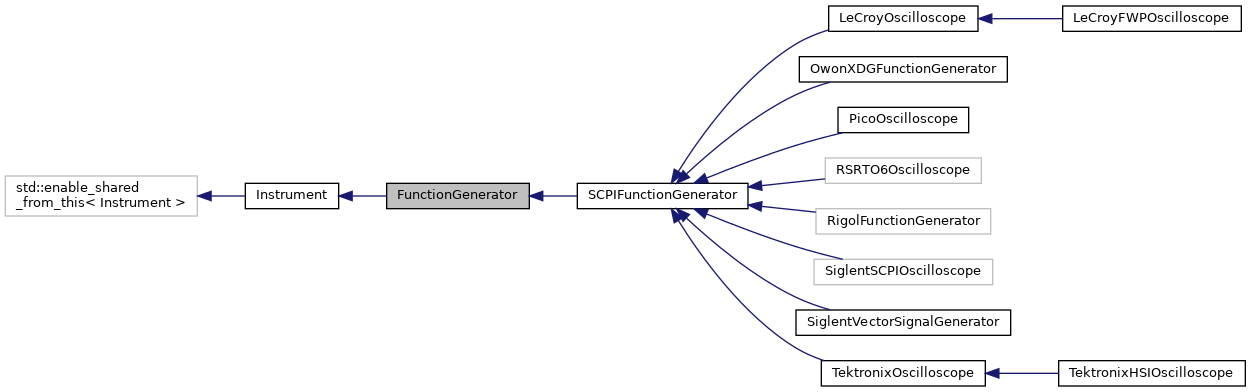 LeCroyOscilloscope
LeCroyFWPOscilloscope
OwonXDGFunctionGenerator
PicoOscilloscope
RSRTO6Oscilloscope
std::enable_shared
_from_this< Instrument >
Instrument
FunctionGenerator
SCPIFunctionGenerator
RigolFunctionGenerator
SiglentSCPIOscilloscope
SiglentVectorSignalGenerator
TektronixOscilloscope
TektronixHSIOscilloscope